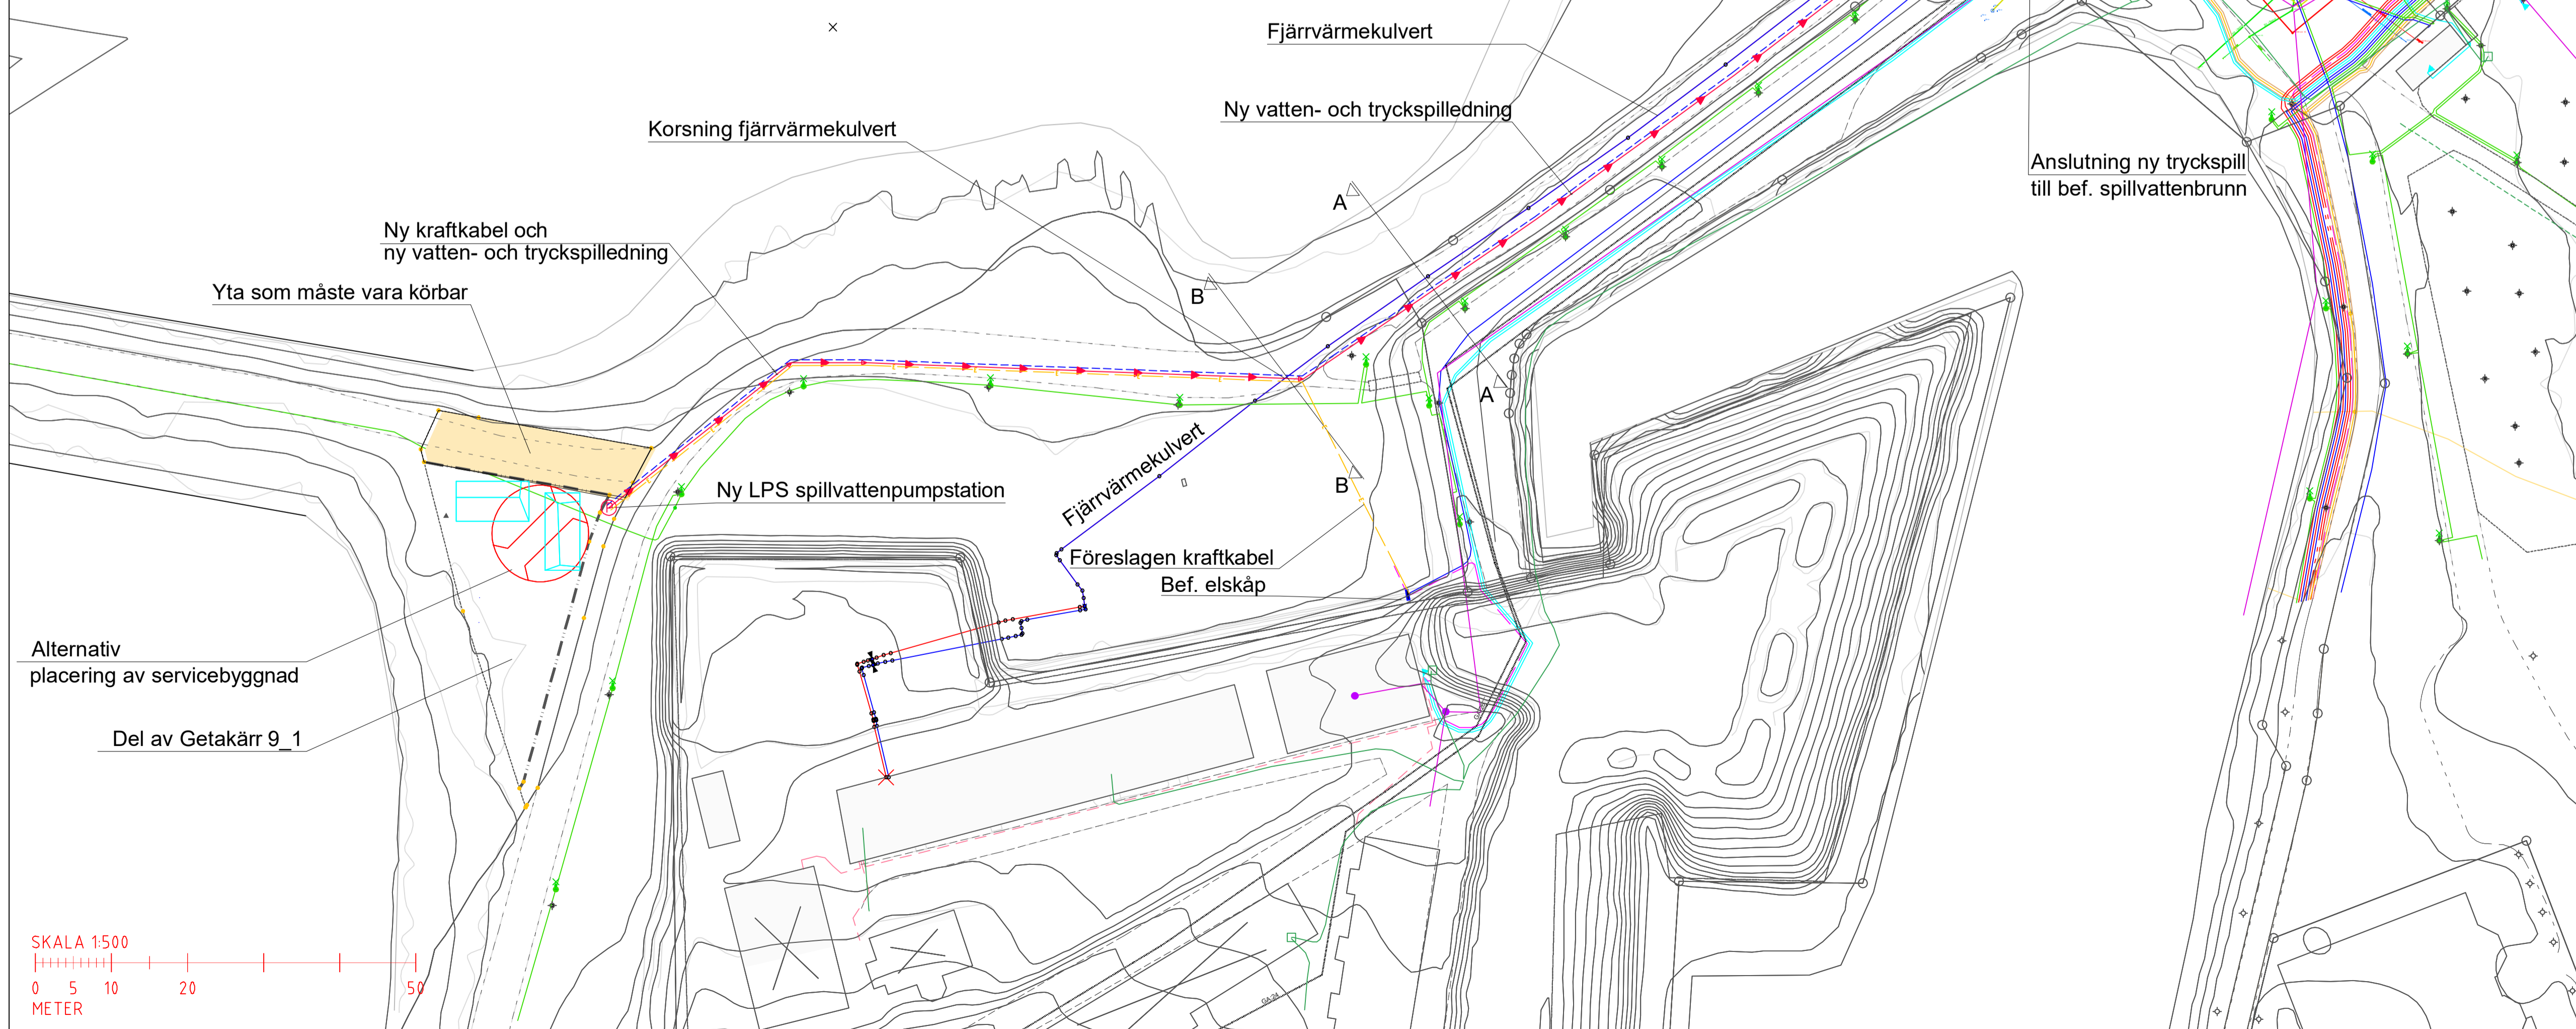 Fjärrvärmekulvert
Ny vatten- och tryckspilledning
Korsning fjärrvärmekulvert
Anslutning ny tryckspill
till bef. spillvattenbrunn
A
Ny kraftkabel och
ny vatten- och tryckspilledning
B
Yta som måste vara körbar
A
Fjärrvärmekulvert
B
Ny LPS spillvattenpumpstation
P
Föreslagen kraftkabel
Bef. elskåp
Alternativ
placering av servicebyggnad
Del av Getakärr 9_1
SKALA 1:500
0 5 10 20 50
METER
GA:24